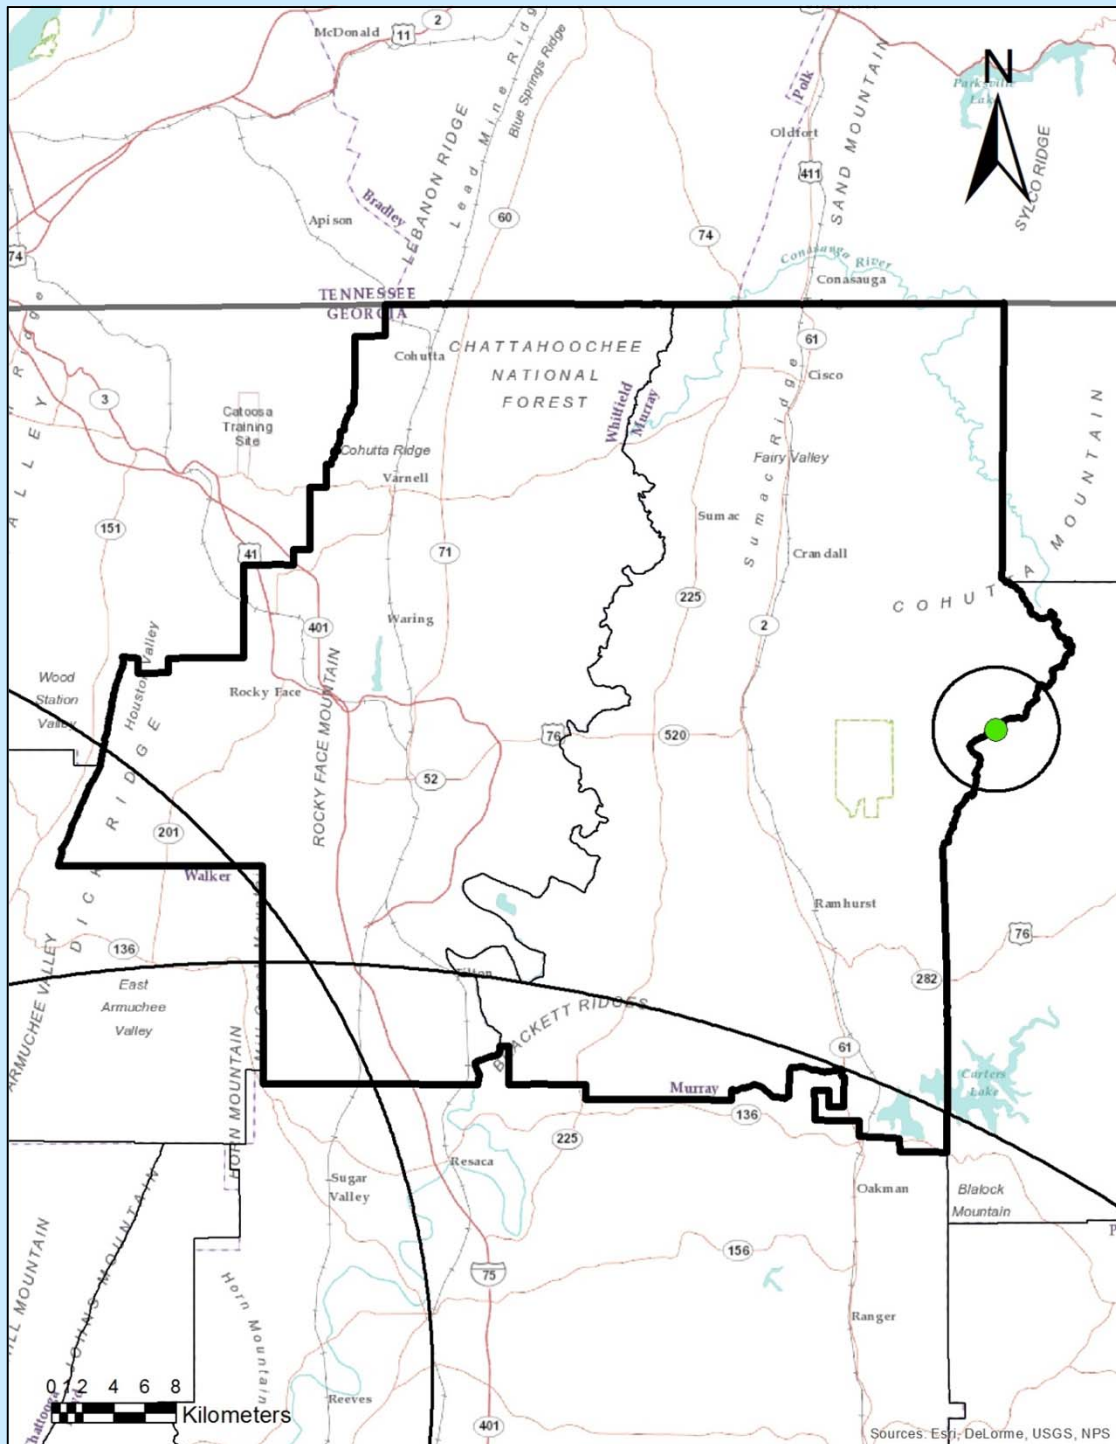 McDonald
11
2
Lead Mine Ridg
Blue Springs Ridge
N
Polk
Parksville
Lake
Oldfort
SAND MOUNTAIN
411
SYLCO RIDGE
LEBANON RIDGE
Bradley
Apison
60
74
74
Conasauga River
Conasauga
TENNESSEE
GEORGIA
Cohutta
CHATTAHOOCHEE
NATIONAL
FOREST
61
Cisco
3
Catoosa
Training
Site
Whitfield
Murray
Cohutta Ridge
Varnell
Sumac Ridge
Fairy Valley
Sumac
Crandall
151
41
71
225
COHUTTA MOUNTAIN
401
Waring
2
Houston Valley
Wood
Station
Valley
Rocky Face
ROCKY FACE MOUNTAIN
76
520
52
DICK RIDGE
201
Walker
Ramhurst
76
136
282
East
Armuchee
Valley
ARMUCHEE VALLEY
Tilton
HORN MOUNTAIN
61
Carters
Lake
Murray
136
225
Resaca
Sugar
Valley
Oakman
Blalock
Mountain
156
75
JOHNS MOUNTAIN
Horn Mountain
Ranger
Reeves
401
0 1 2 4 6 8
Kilometers
Sources: Esri, DeLorme, USGS, NPS